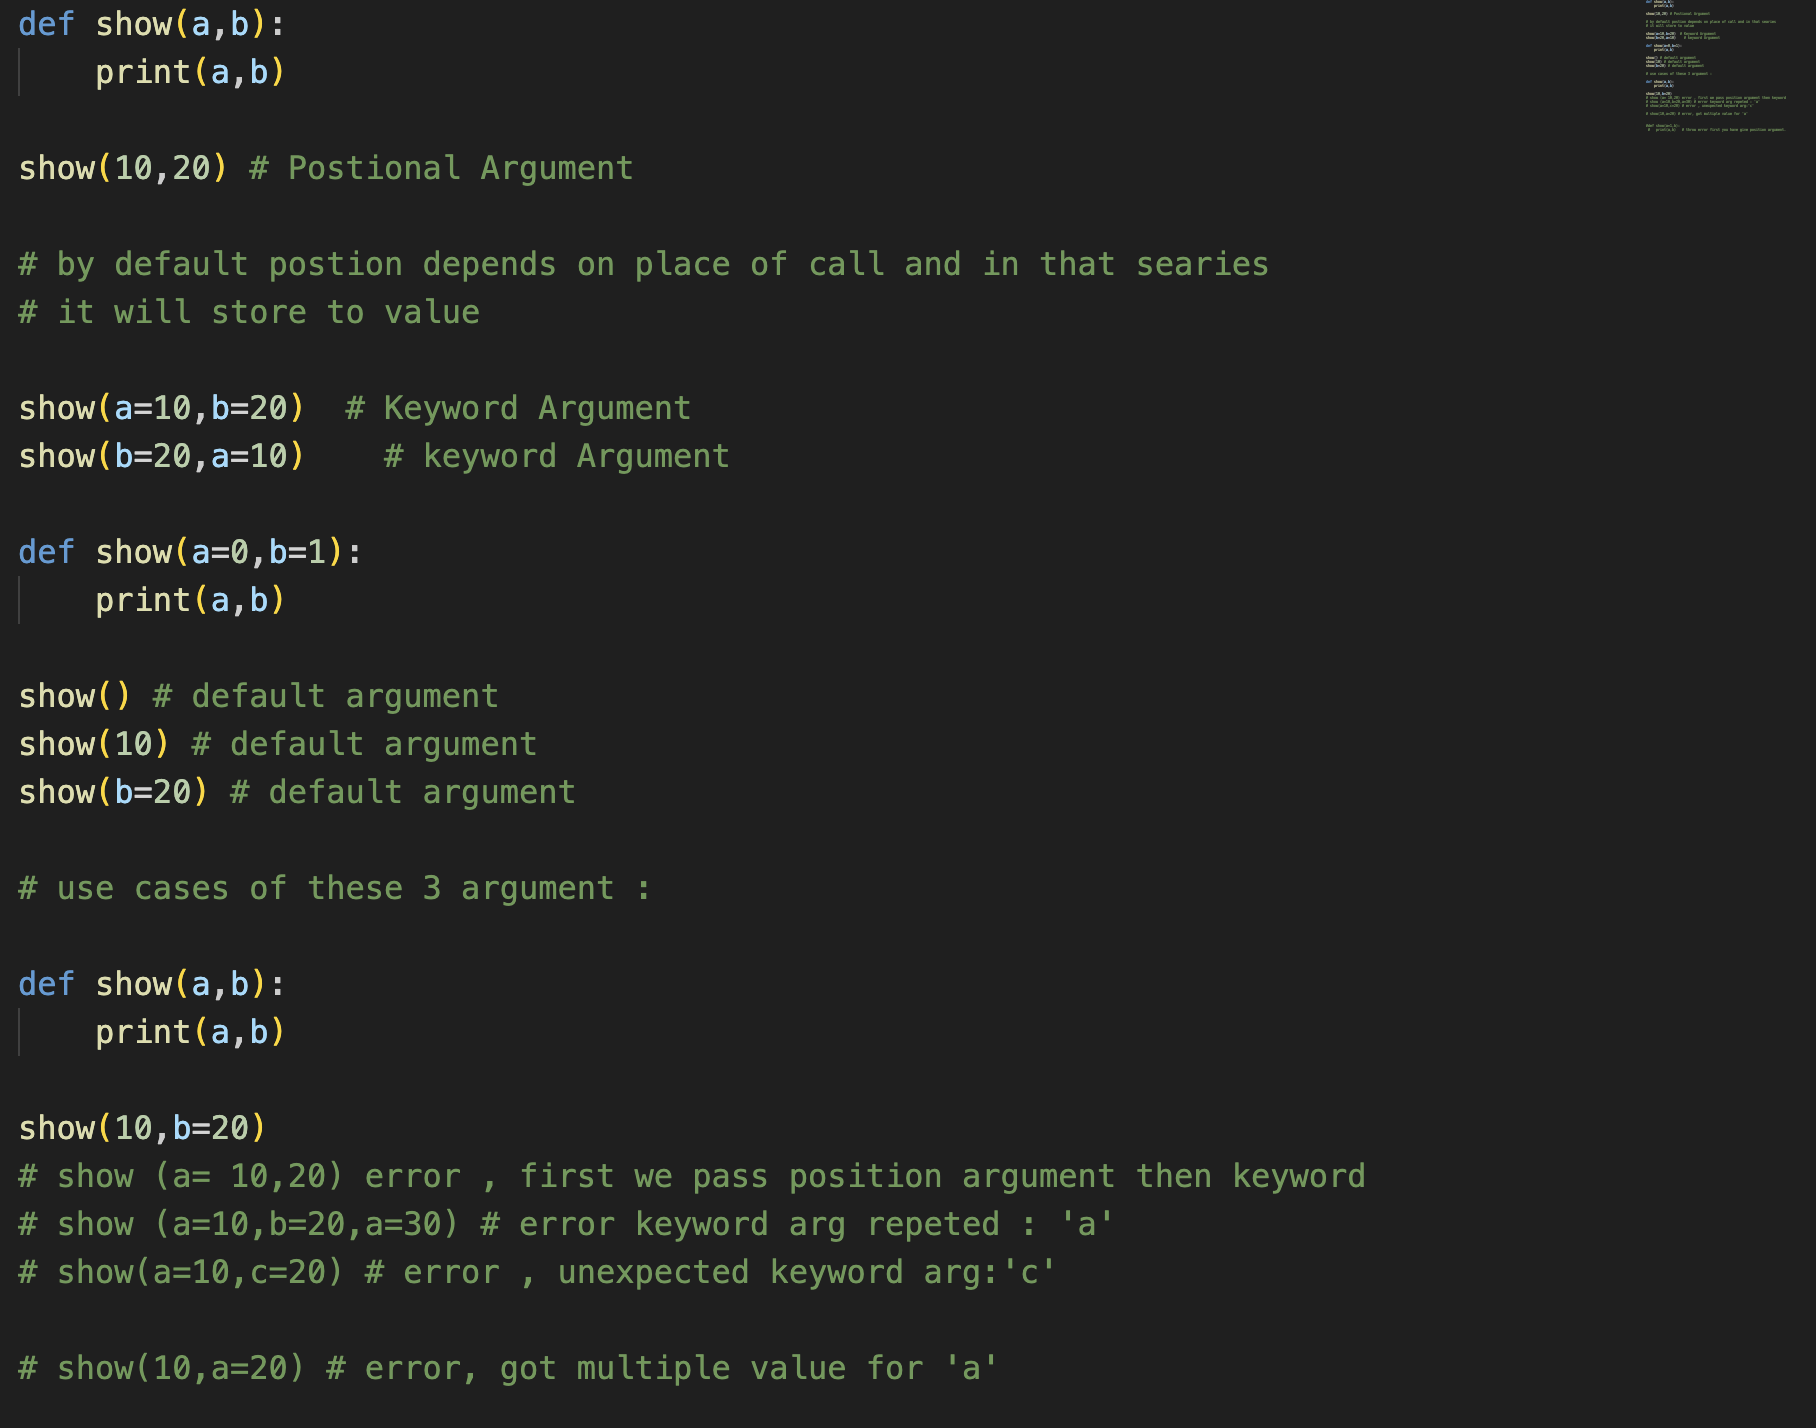 def show(a,b):
    print(a,b)
show(10,20) # Postional Argument
# by default postion depends on place of call and in that searies
# it will store to value
show(a=10,b=20)  # Keyword Argument
show(b=20,a=10)    # keyword Argument
def show(a=0,b=1):
    print(a,b)
show() # default argument
show(10) # default argument
show(b=20) # default argument
# use cases of these 3 argument :
def show(a,b):
    print(a,b)
show(10,b=20)
# show (a= 10,20) error , first we pass position argument then keyword
# show (a=10,b=20,a=30) # error keyword arg repeted : 'a'
# show(a=10,c=20) # error , unexpected keyword arg:'c'
# show(10,a=20) # error, got multiple value for 'a'